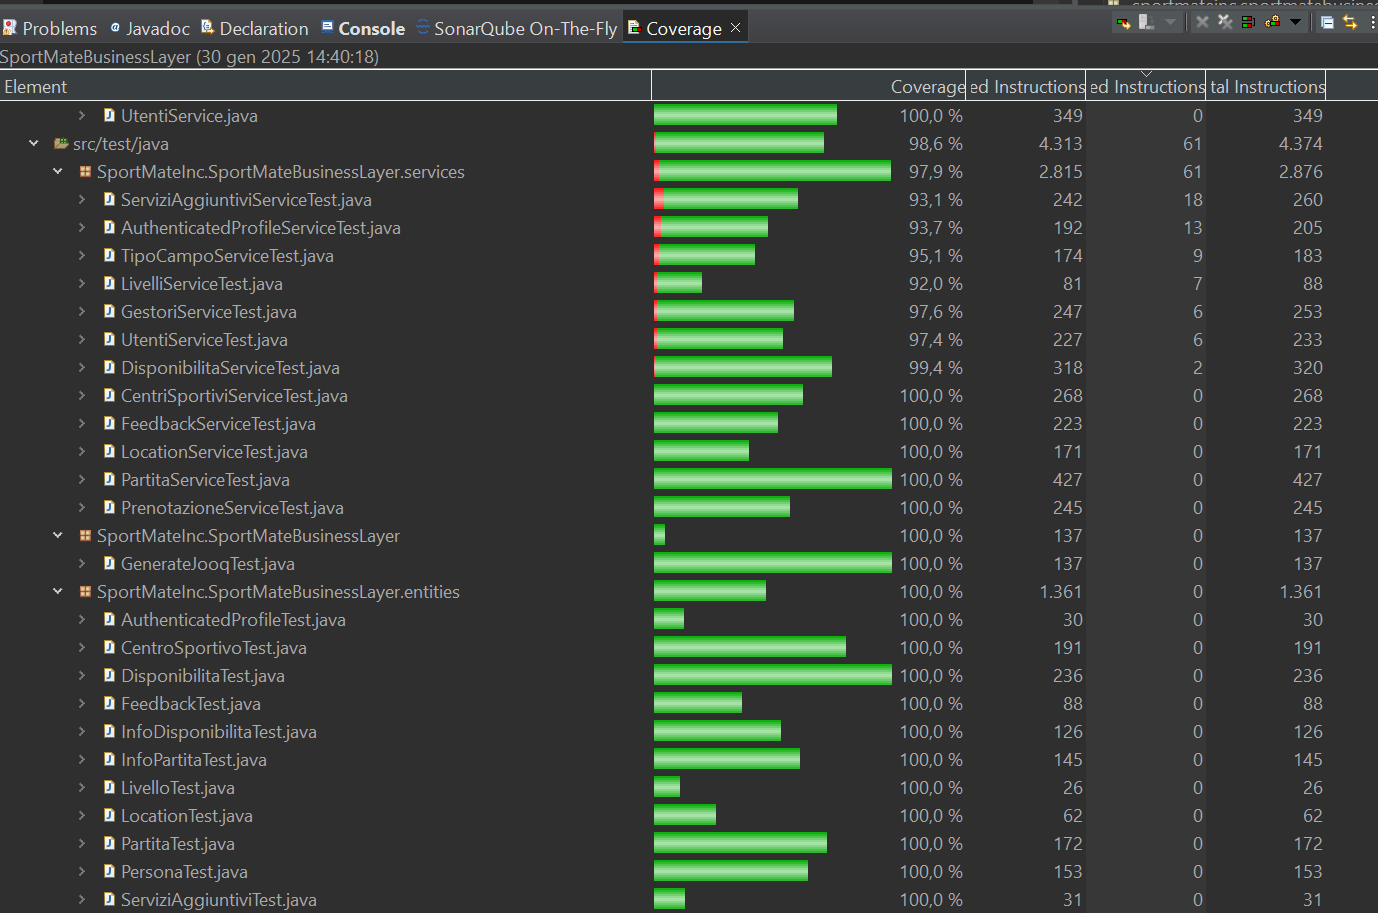 Problems Javadoc Declaration Console SonarQube On-The-Fly Coverage
SportMateBusinessLayer (30 gen 2025 14:40:18)
Element Coverage ed Instructions ed Instructions tal Instructions
UtentiService.java 100,0 % 349 0 349
src/test/java 98,6 % 4.313 61 4.374
SportMateInc.SportMateBusinessLayer.services 97,9 % 2.815 61 2.876
ServiziAggiuntiviServiceTest.java 93,1 % 242 18 260
AuthenticatedProfileServiceTest.java 93,7 % 192 13 205
TipoCampoServiceTest.java 95,1 % 174 9 183
LivelliServiceTest.java 92,0 % 81 7 88
GestoriServiceTest.java 97,6 % 247 6 253
UtentiServiceTest.java 97,4 % 227 6 233
DisponibilitaServiceTest.java 99,4 % 318 2 320
CentriSportiviServiceTest.java 100,0 % 268 0 268
FeedbackServiceTest.java 100,0 % 223 0 223
LocationServiceTest.java 100,0 % 171 0 171
PartitaServiceTest.java 100,0 % 427 0 427
PrenotazioneServiceTest.java 100,0 % 245 0 245
SportMateInc.SportMateBusinessLayer 100,0 % 137 0 137
GenerateJooqTest.java 100,0 % 137 0 137
SportMateInc.SportMateBusinessLayer.entities 100,0 % 1.361 0 1.361
AuthenticatedProfileTest.java 100,0 % 30 0 30
CentroSportivoTest.java 100,0 % 191 0 191
DisponibilitaTest.java 100,0 % 236 0 236
FeedbackTest.java 100,0 % 88 0 88
InfoDisponibilitaTest.java 100,0 % 126 0 126
InfoPartitaTest.java 100,0 % 145 0 145
LivelloTest.java 100,0 % 26 0 26
LocationTest.java 100,0 % 62 0 62
PartitaTest.java 100,0 % 172 0 172
PersonaTest.java 100,0 % 153 0 153
ServiziAggiuntiviTest.java 100,0 % 31 0 31